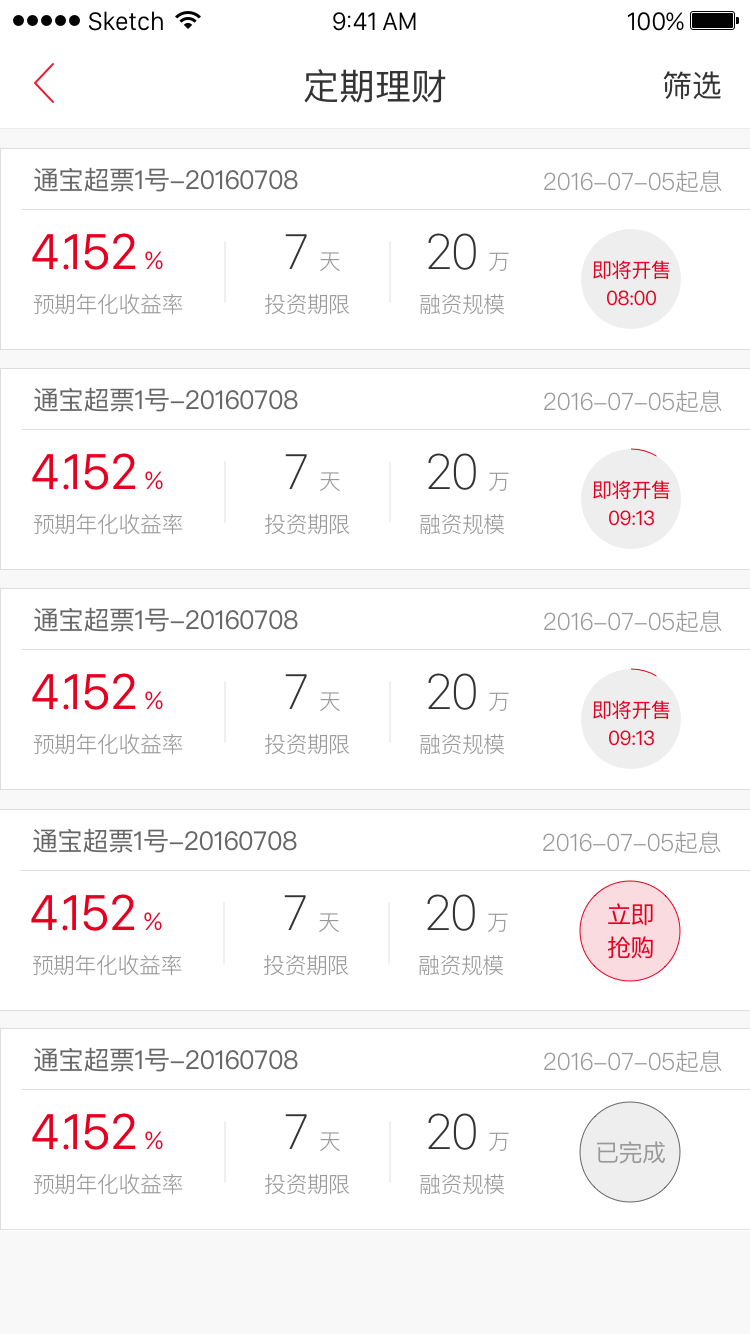 Sketch 9:41 AM 100%
定期理财 筛选
通宝超票1号-20160708 2016-07-05起息
4.152 % 7 天 20 万 即将开售
预期年化收益率 投资期限 融资规模 08:00
通宝超票1号-20160708 2016-07-05起息
4.152 % 7 天 20 万 即将开售
预期年化收益率 投资期限 融资规模 09:13
通宝超票1号-20160708 2016-07-05起息
4.152 % 7 天 20 万 即将开售
预期年化收益率 投资期限 融资规模 09:13
通宝超票1号-20160708 2016-07-05起息
4.152 % 7 天 20 万 立即
预期年化收益率 投资期限 融资规模 抢购
通宝超票1号-20160708 2016-07-05起息
4.152 % 7 天 20 万 已完成
预期年化收益率 投资期限 融资规模